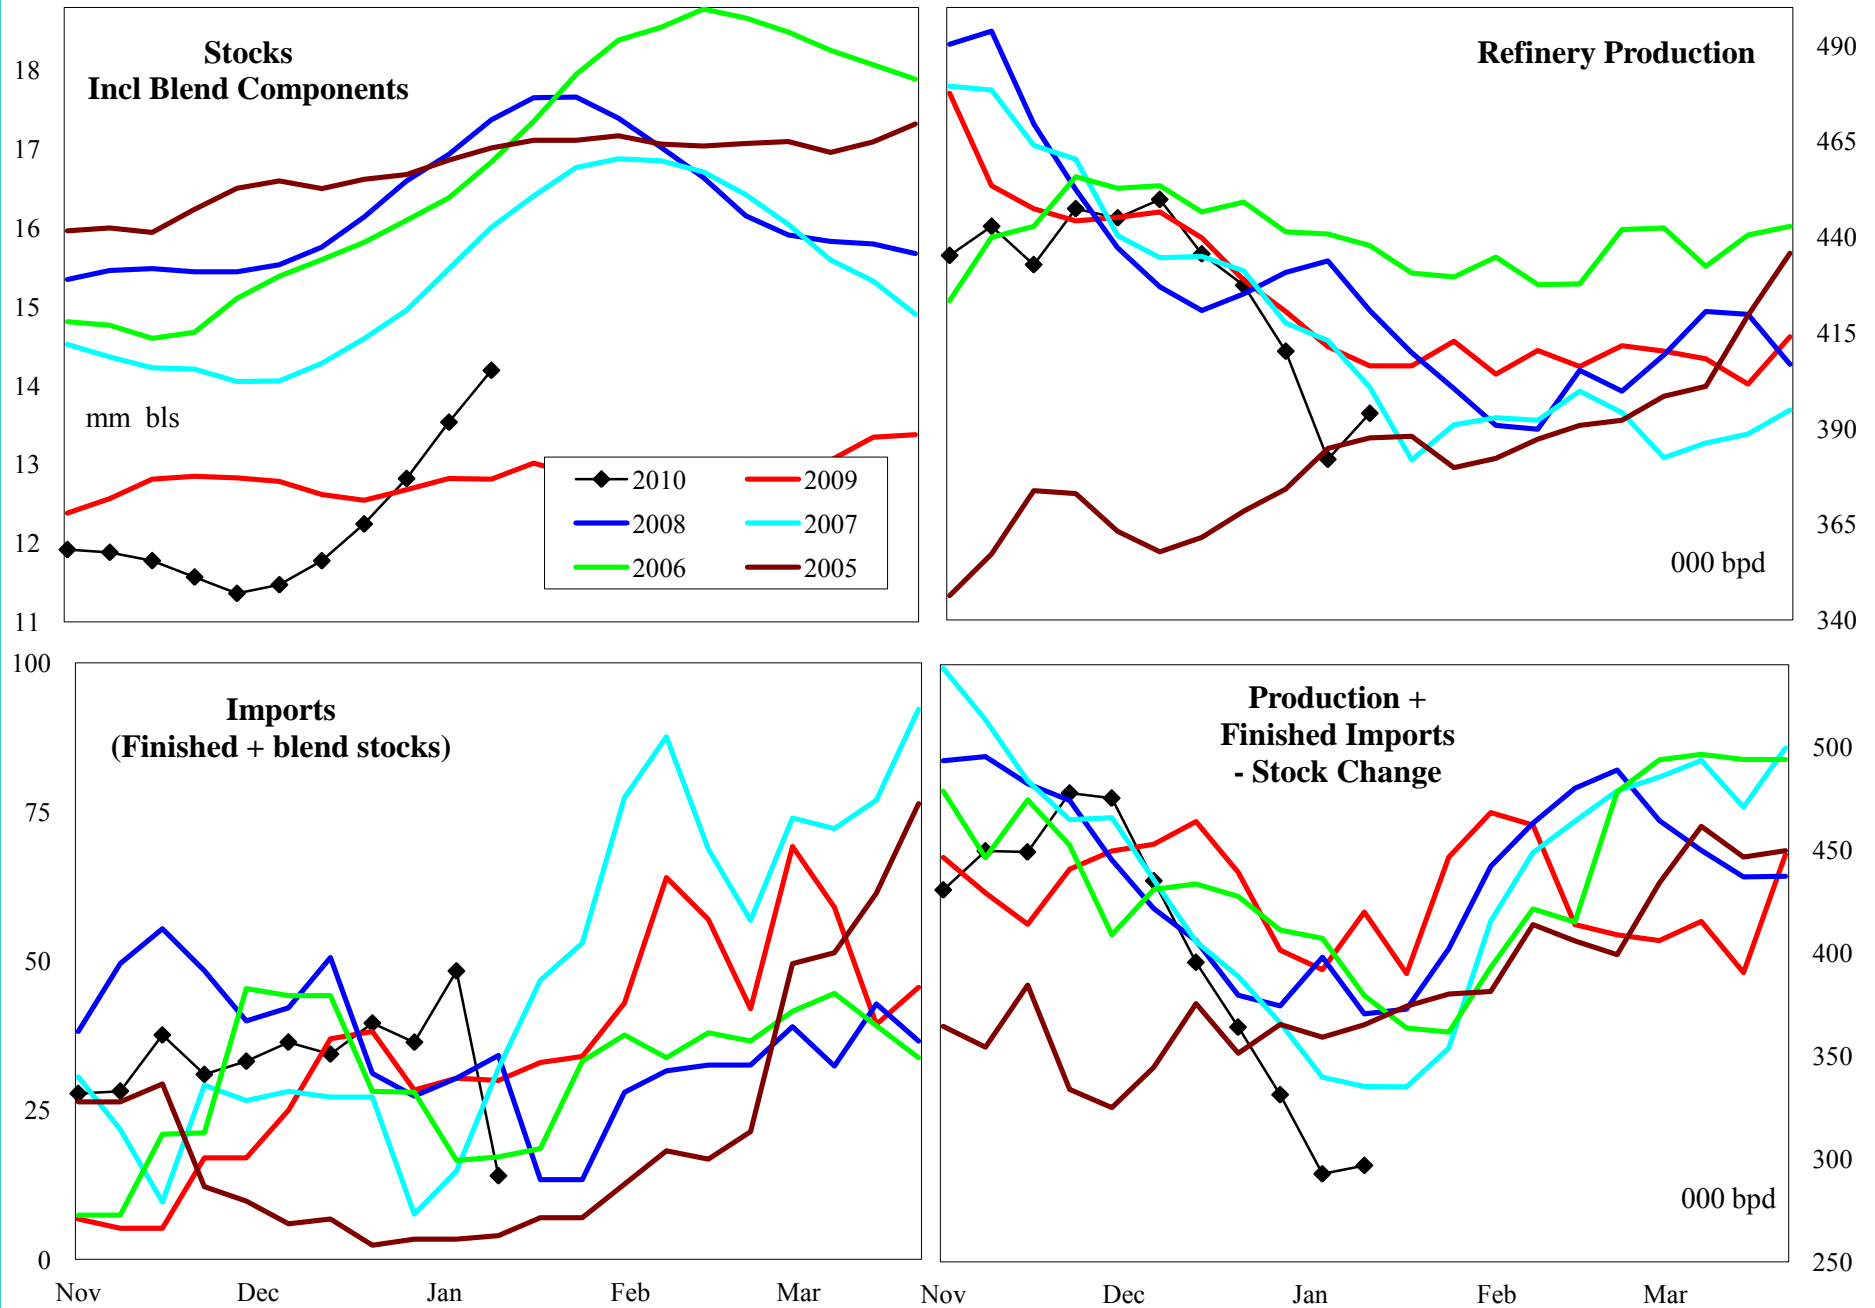 Stocks
Incl Blend Components
18
17
16
15
14
13
12
11
mm bls
2010
2009
2008
2007
2006
2005
Refinery Production
490
465
440
415
390
365
340
000 bpd
Imports
(Finished + blend stocks)
100
75
50
25
0
Nov
Dec
Jan
Feb
Mar
Production +
Finished Imports
- Stock Change
500
450
400
350
300
250
000 bpd
Nov
Dec
Jan
Feb
Mar